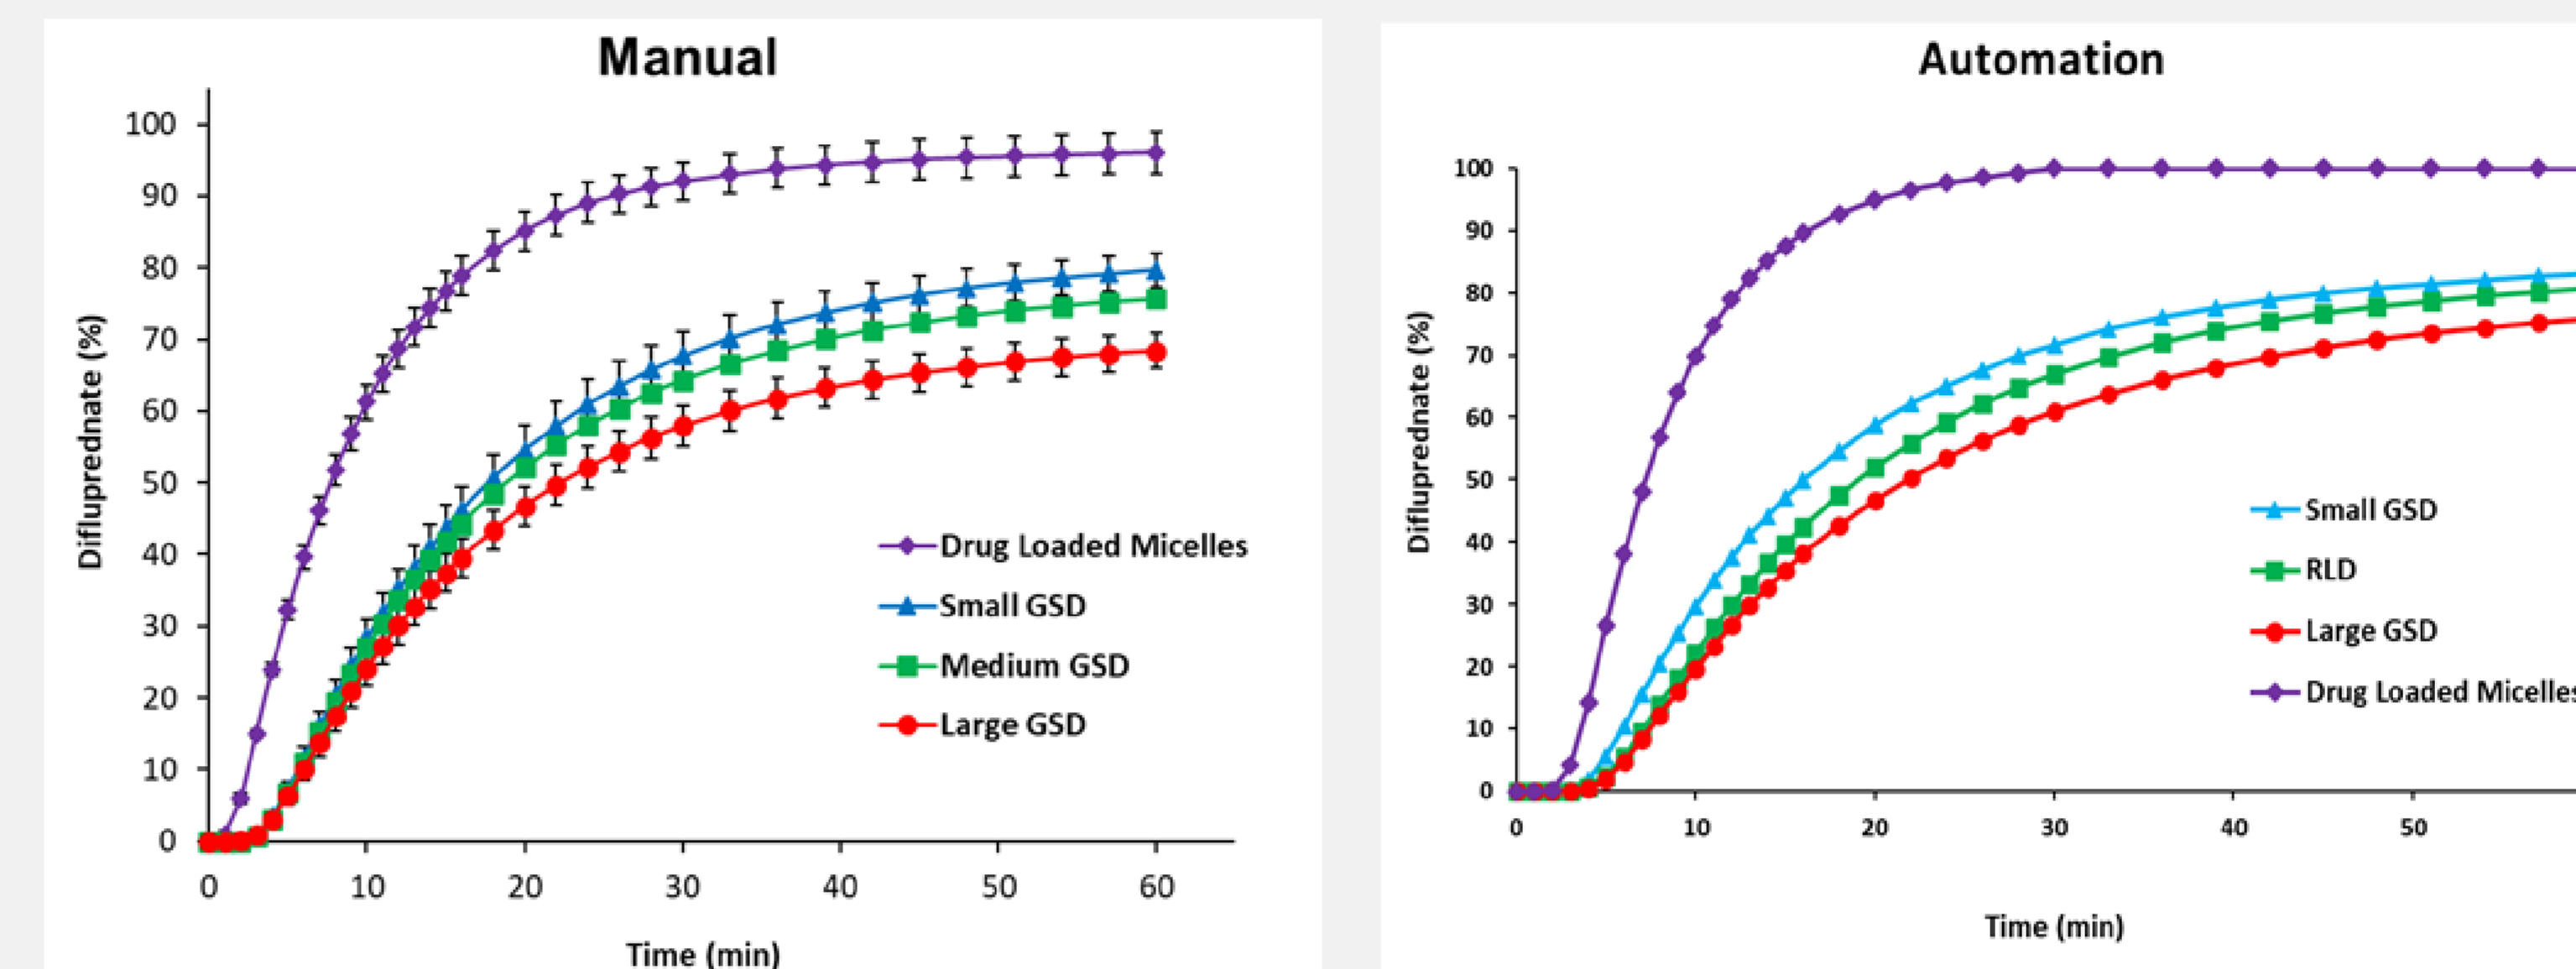 Manual
Difluprednate (%)
100
90
80
70
60
50
40
30
20
10
0
0 10 20 30 40 50 60
Time (min)
Drug Loaded Micelles
Small GSD
Medium GSD
Large GSD
Automation
Difluprednate (%)
100
90
80
70
60
50
40
30
20
10
0
0 10 20 30 40 50
Time (min)
Small GSD
RLD
Large GSD
Drug Loaded Micelles